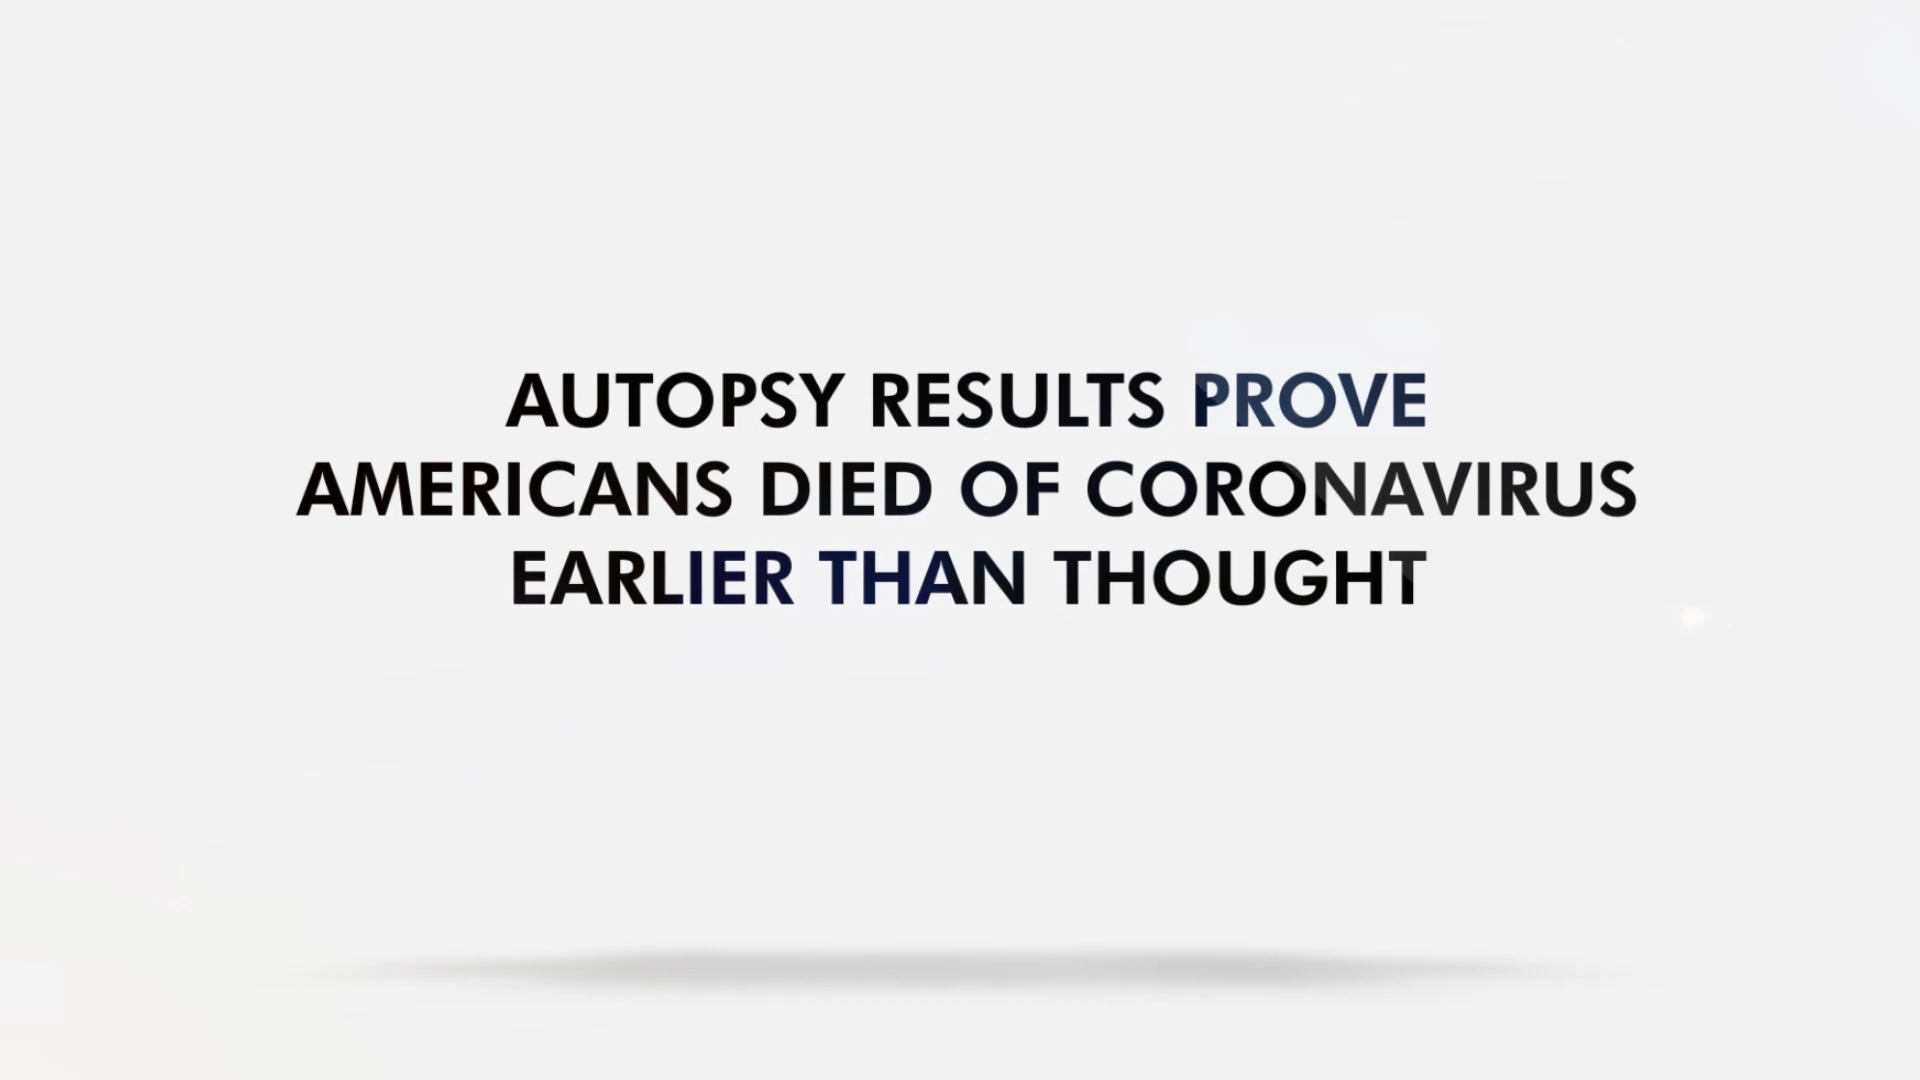 AUTOPSY RESULTS PROVE
AMERICANS DIED OF CORONAVIRUS
EARLIER THAN THOUGHT